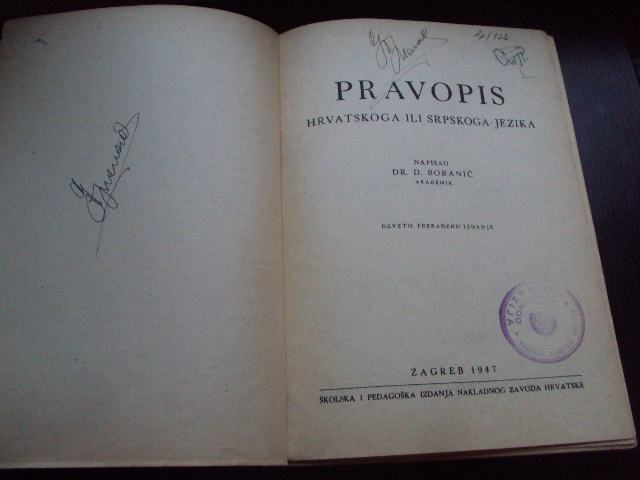 PRAVOPIS
HRVATSKOGA ILI SRPSKOGA JEZIKA
NAPISAO
DR. D. BORANIĆ
AKADEMIK
DEVETO, PRERAĐENO IZDANJE
ZAGREB 1947
ŠKOLSKA I PEDAGOŠKA IZDANJA NAKLADNOG ZAVODA HRVATSKE